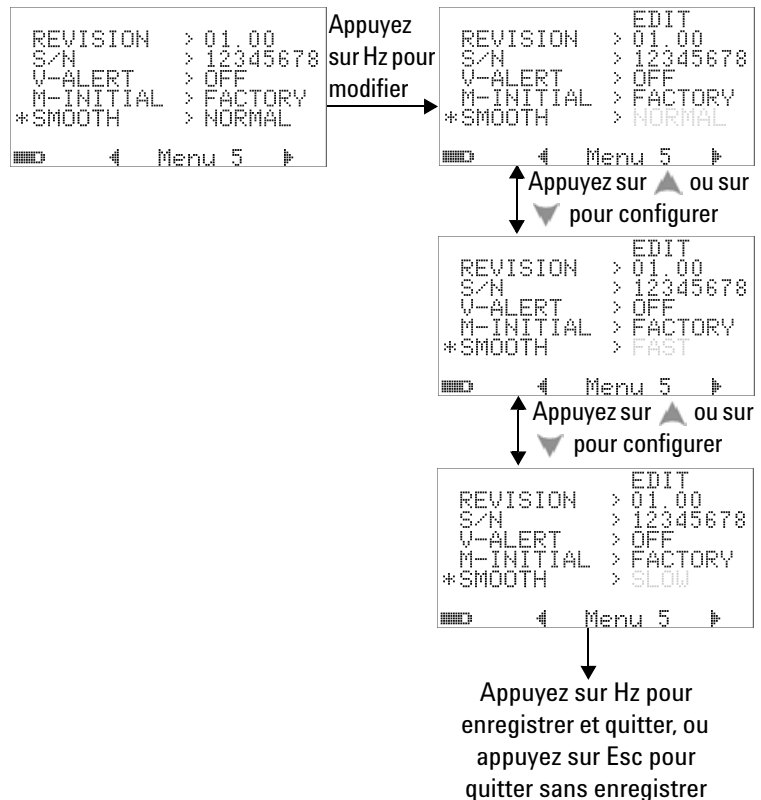 REVISION > 01.00
S/N > 12345678
V-ALERT > OFF
M-INITIAL > FACTORY
*SMOOTH > NORMAL
Menu 5
Appuyez
sur Hz pour
modifier
EDIT
REVISION > 01.00
S/N > 12345678
V-ALERT > OFF
M-INITIAL > FACTORY
*SMOOTH > NORMAL
Menu 5
Appuyez sur ▲ ou sur
▼ pour configurer
EDIT
REVISION > 01.00
S/N > 12345678
V-ALERT > OFF
M-INITIAL > FACTORY
*SMOOTH > FAST
Menu 5
Appuyez sur ▲ ou sur
▼ pour configurer
EDIT
REVISION > 01.00
S/N > 12345678
V-ALERT > OFF
M-INITIAL > FACTORY
*SMOOTH > SLOW
Menu 5
Appuyez sur Hz pour
enregistrer et quitter, ou
appuyez sur Esc pour
quitter sans enregistrer